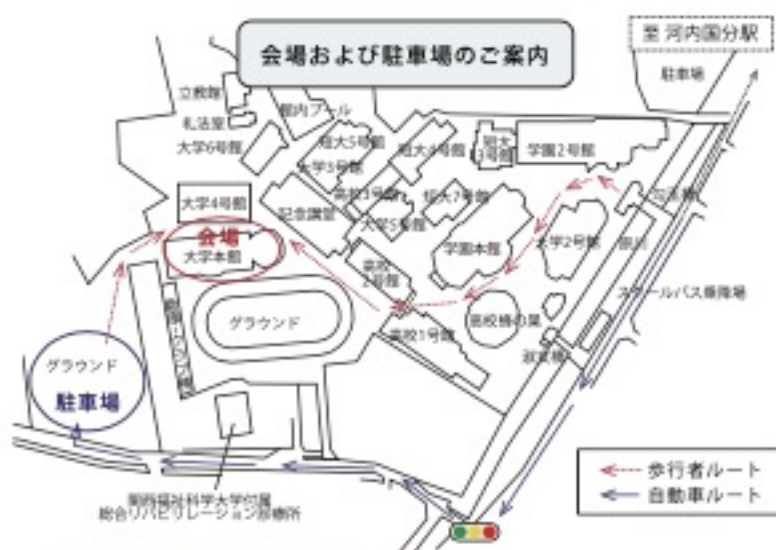 会場および駐車場のご案内
至 河内国分駅
駐車場
立教館
館内プール
礼法室
大学6号館
短大5号館
大学3号館
短大4号館
短大3号館
学園2号館
大学4号館
高校3号館
短大7号館
記念講堂
大学5号館
会場
大学本館
学園本館
大学2号館
高校2号館
スクールバス乗降場
グラウンド
高校1号館
グラウンド
駐車場
関西福祉科学大学付属
総合リハビリテーション診療所
歩行者ルート
自動車ルート